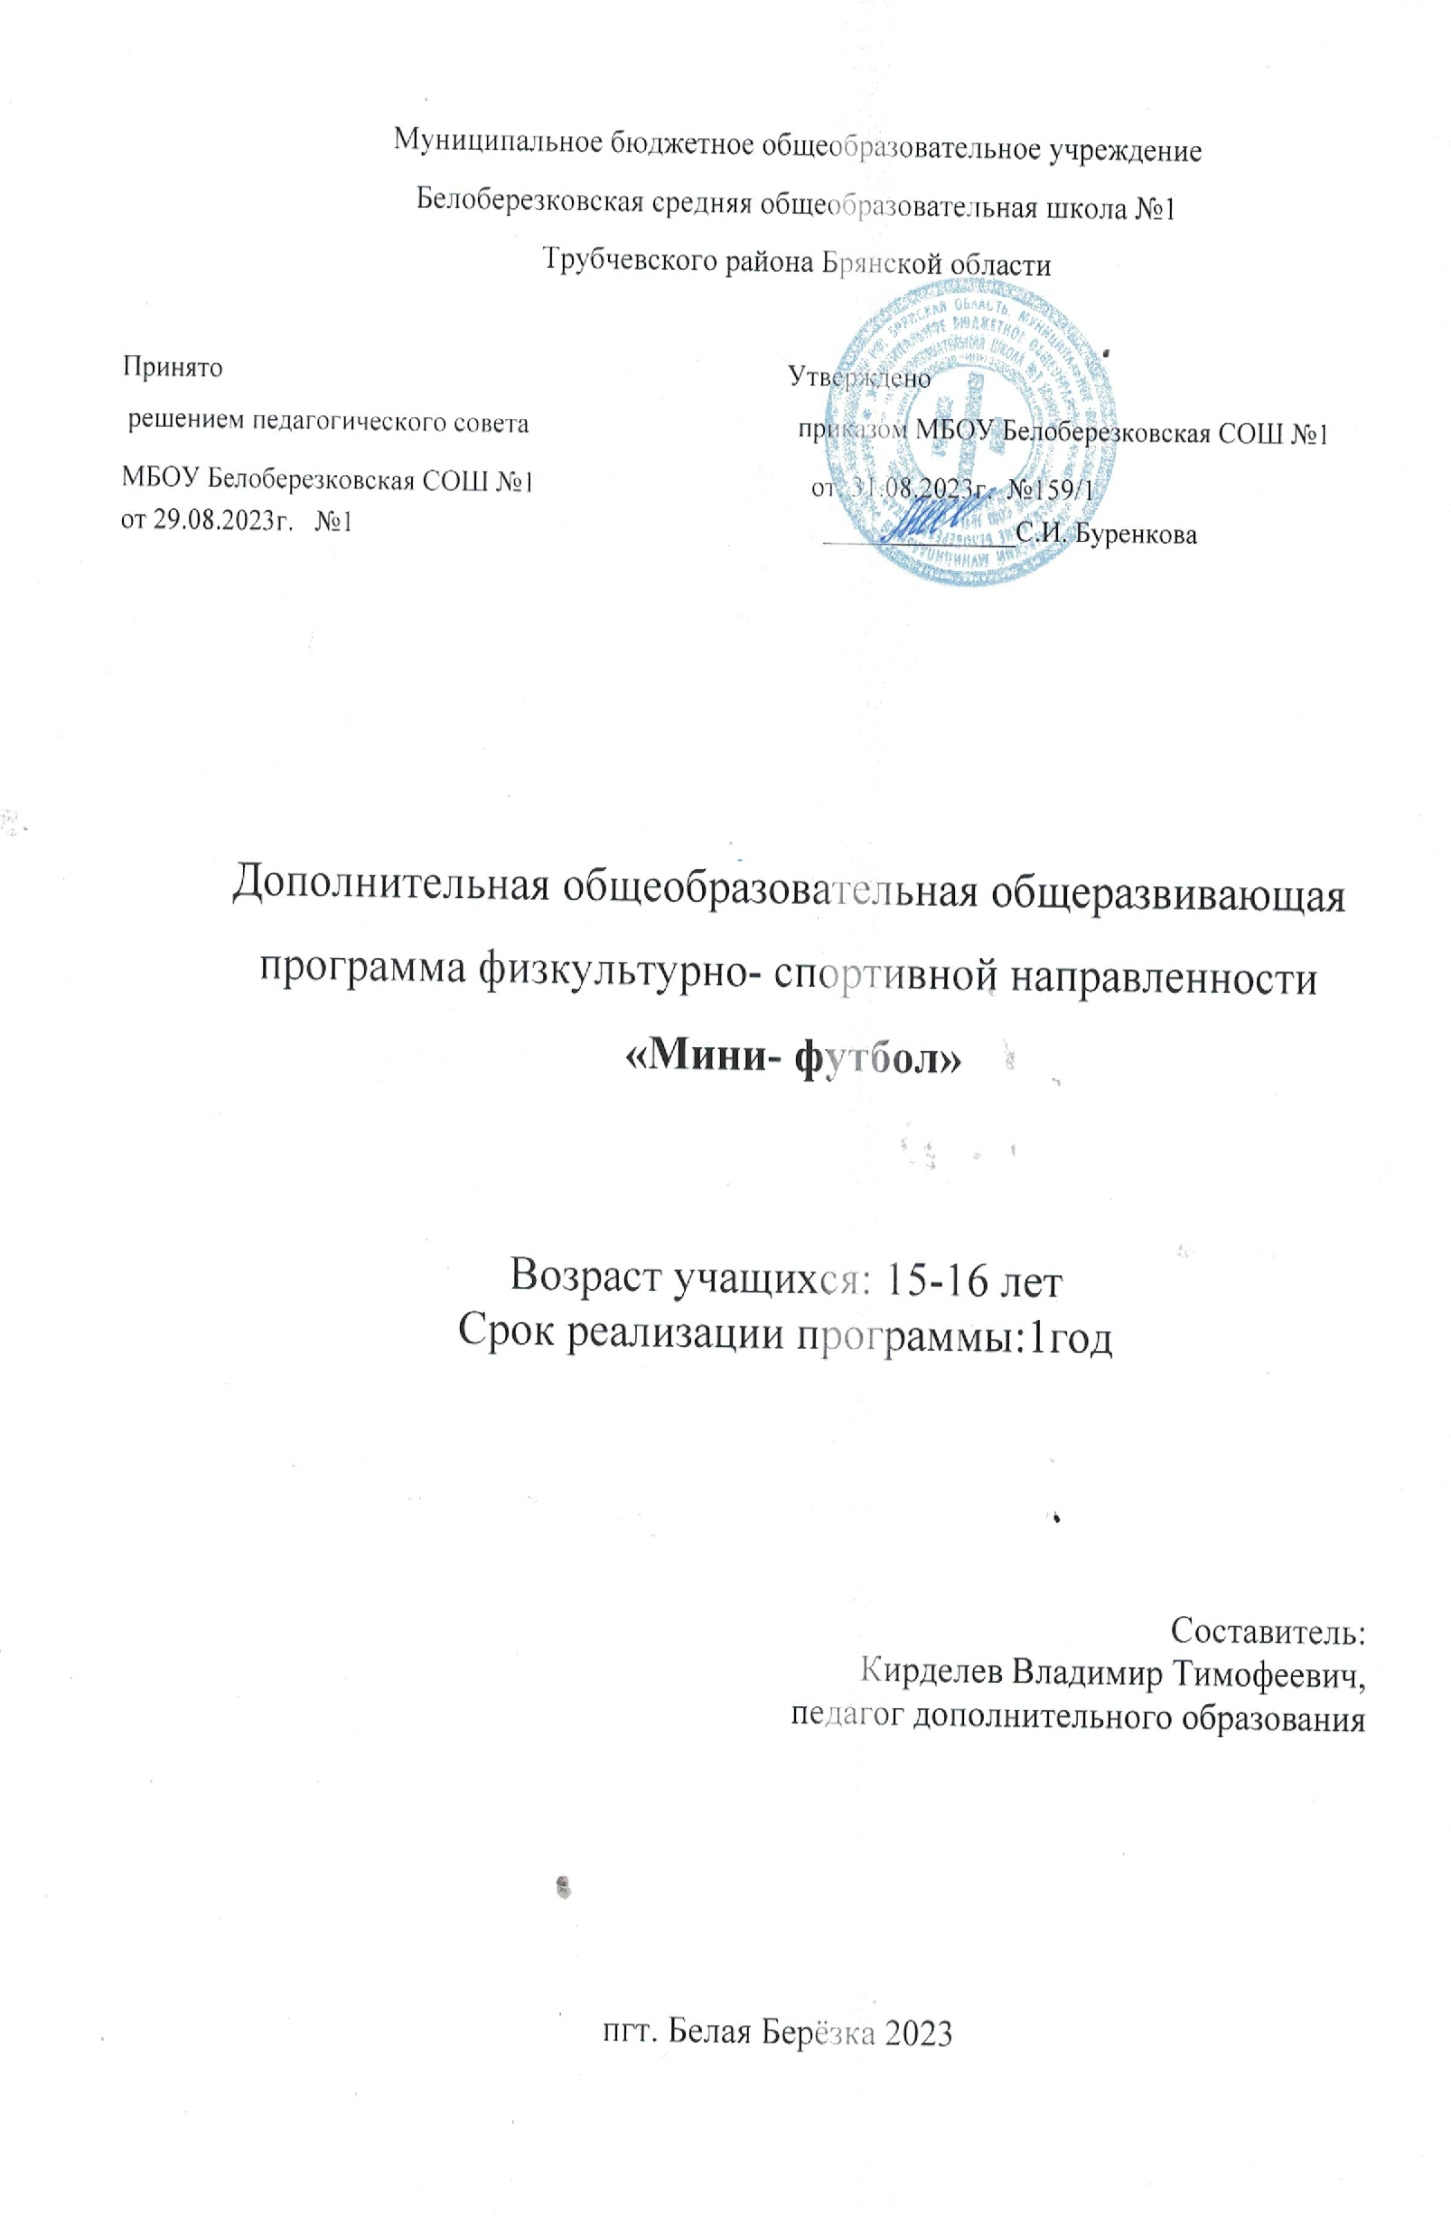 Муниципальное бюджетное общеобразовательное учреждение
Белоберезковская средняя общеобразовательная школа №1
Трубчевского района Брянской области
Принято
решением педагогического совета
МБОУ Белоберезковская СОШ №1
от 29.08.2023г. №1
Утверждено
приказом МБОУ Белоберезковская СОШ №1
от 31.08.2023г. №159/1
С.И. Буренкова
Дополнительная общеобразовательная общеразвивающая
программа физкультурно- спортивной направленности
«Мини- футбол»
Возраст учащихся: 15-16 лет
Срок реализации программы:1год
Составитель:
Кирделев Владимир Тимофеевич,
педагог дополнительного образования
пгт. Белая Берёзка 2023